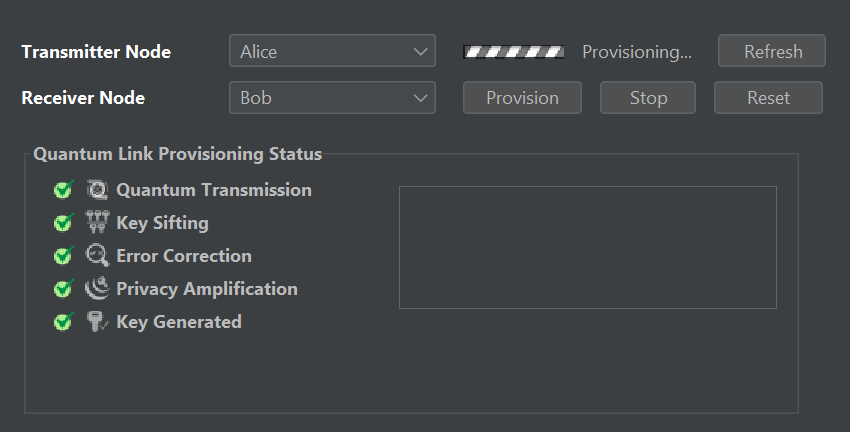 Transmitter Node Alice Provisioning... Refresh
Receiver Node Bob Provision Stop Reset
Quantum Link Provisioning Status
Quantum Transmission
Key Sifting
Error Correction
Privacy Amplification
Key Generated